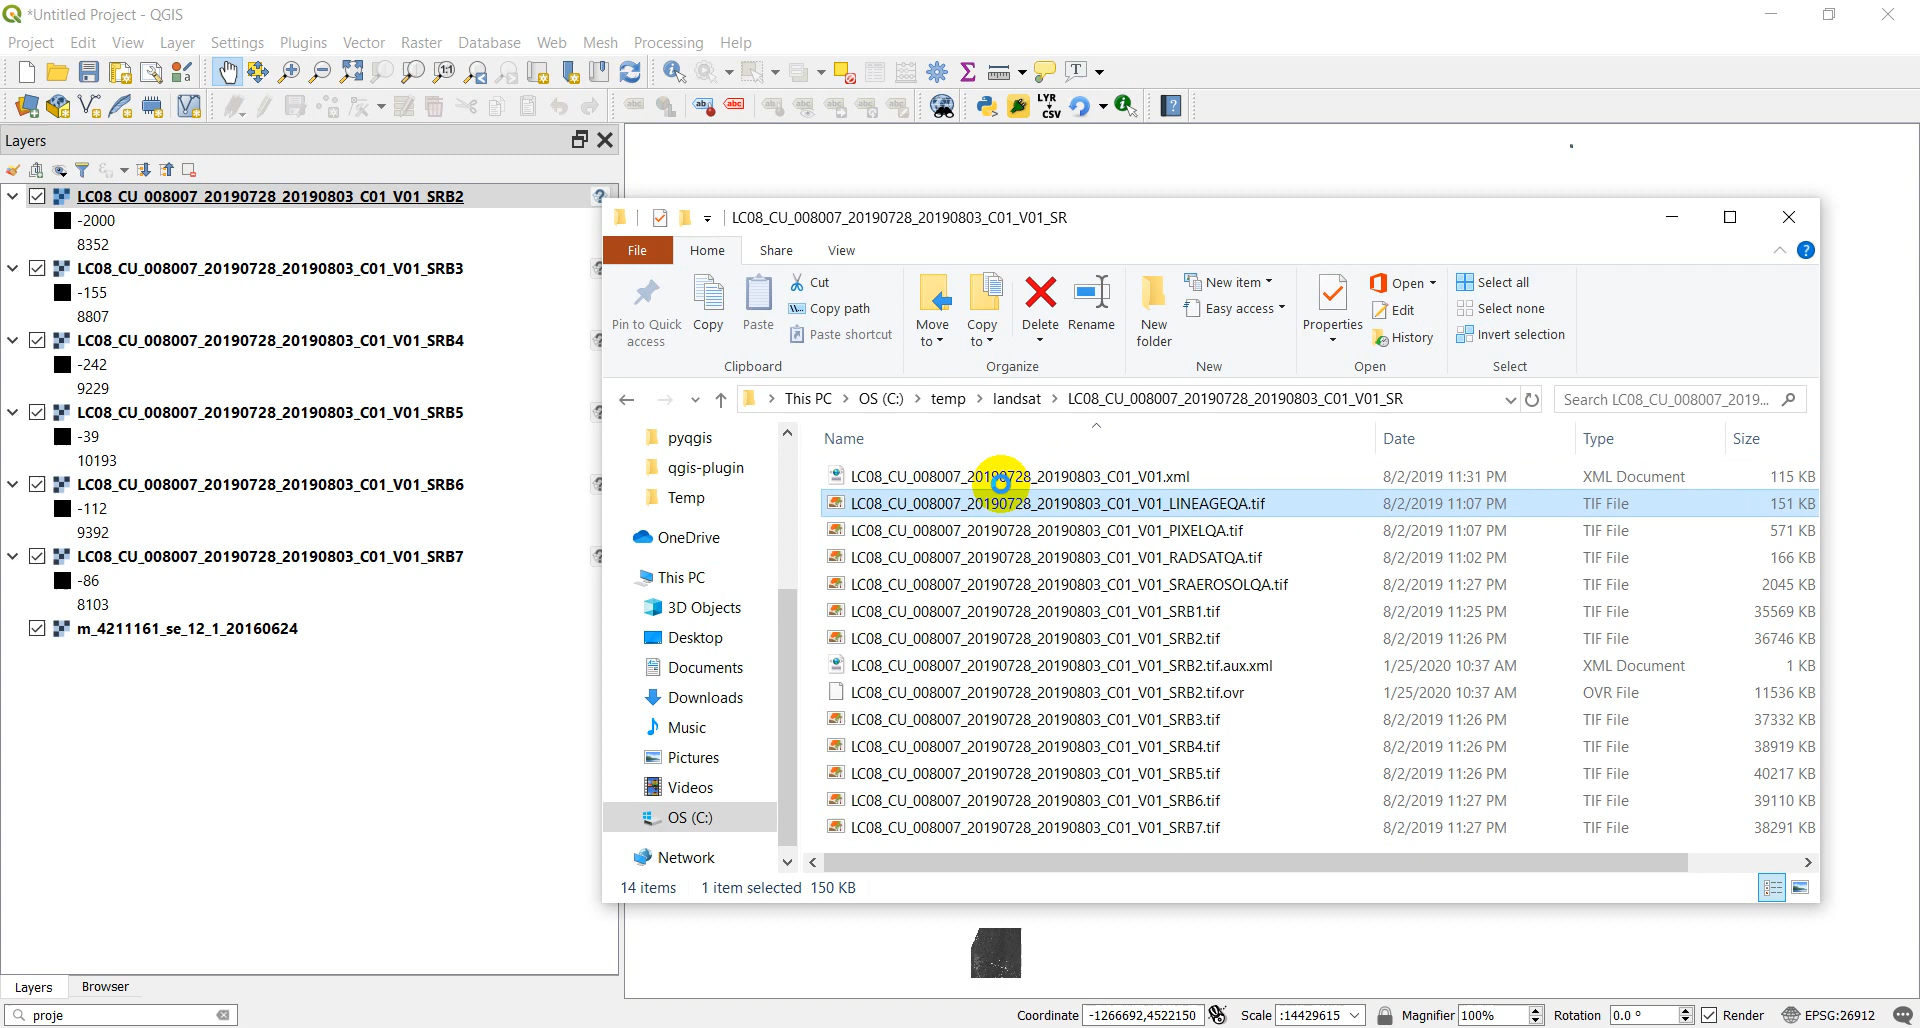 *Untitled Project - QGIS
Project Edit View Layer Settings Plugins Vector Raster Database Web Mesh Processing Help
Layers
LC08_CU_008007_20190728_20190803_C01_V01_SRB2
-2000
8352
LC08_CU_008007_20190728_20190803_C01_V01_SRB3
-155
8807
LC08_CU_008007_20190728_20190803_C01_V01_SRB4
-242
9229
LC08_CU_008007_20190728_20190803_C01_V01_SRB5
-39
10193
LC08_CU_008007_20190728_20190803_C01_V01_SRB6
-112
9392
LC08_CU_008007_20190728_20190803_C01_V01_SRB7
-86
8103
m_4211161_se_12_1_20160624
LC08_CU_008007_20190728_20190803_C01_V01_SR
File Home Share View
Pin to Quick access
Copy
Paste
Cut
Copy path
Paste shortcut
Clipboard
Move to
Copy to
Delete
Rename
Organize
New folder
New item
Easy access
New
Properties
Open
Edit
History
Open
Select all
Select none
Invert selection
Select
This PC > OS (C:) > temp > landsat > LC08_CU_008007_20190728_20190803_C01_V01_SR
Search LC08_CU_008007_2019...
pyqgis
qgis-plugin
Temp
OneDrive
This PC
3D Objects
Desktop
Documents
Downloads
Music
Pictures
Videos
OS (C:)
Network
Name Date Type Size
LC08_CU_008007_20190728_20190803_C01_V01.xml 8/2/2019 11:31 PM XML Document 115 KB
LC08_CU_008007_20190728_20190803_C01_V01_LINEAGEQA.tif 8/2/2019 11:07 PM TIF File 151 KB
LC08_CU_008007_20190728_20190803_C01_V01_PIXELQA.tif 8/2/2019 11:07 PM TIF File 571 KB
LC08_CU_008007_20190728_20190803_C01_V01_RADSATQA.tif 8/2/2019 11:02 PM TIF File 166 KB
LC08_CU_008007_20190728_20190803_C01_V01_SRAEROSOLQA.tif 8/2/2019 11:27 PM TIF File 2045 KB
LC08_CU_008007_20190728_20190803_C01_V01_SRB1.tif 8/2/2019 11:25 PM TIF File 35569 KB
LC08_CU_008007_20190728_20190803_C01_V01_SRB2.tif 8/2/2019 11:26 PM TIF File 36746 KB
LC08_CU_008007_20190728_20190803_C01_V01_SRB2.tif.aux.xml 1/25/2020 10:37 AM XML Document 1 KB
LC08_CU_008007_20190728_20190803_C01_V01_SRB2.tif.ovr 1/25/2020 10:37 AM OVR File 11536 KB
LC08_CU_008007_20190728_20190803_C01_V01_SRB3.tif 8/2/2019 11:26 PM TIF File 37332 KB
LC08_CU_008007_20190728_20190803_C01_V01_SRB4.tif 8/2/2019 11:26 PM TIF File 38919 KB
LC08_CU_008007_20190728_20190803_C01_V01_SRB5.tif 8/2/2019 11:26 PM TIF File 40217 KB
LC08_CU_008007_20190728_20190803_C01_V01_SRB6.tif 8/2/2019 11:27 PM TIF File 39110 KB
LC08_CU_008007_20190728_20190803_C01_V01_SRB7.tif 8/2/2019 11:27 PM TIF File 38291 KB
14 items 1 item selected 150 KB
Layers Browser
proje
Coordinate -1266692,4522150 Scale :14429615 Magnifier 100% Rotation 0.0 ° Render EPSG:26912